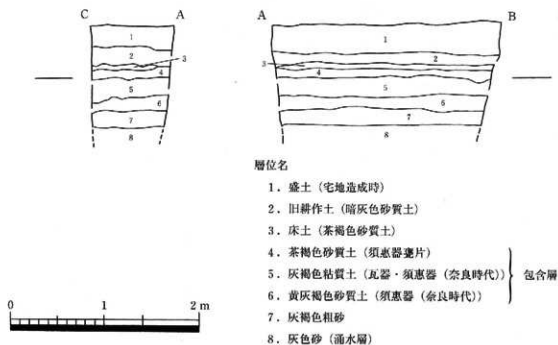 C A
A B
1
2
3
4
5
6
7
8
1
2
3
4
5
6
7
8
層位名
1. 盛土（宅地造成時）
2. 旧耕作土（暗灰色砂質土）
3. 床土（茶褐色砂質土）
4. 茶褐色砂質土（須恵器甕片）
5. 灰褐色粘質土（瓦器・須恵器（奈良時代））
6. 黄灰褐色砂質土（須恵器（奈良時代））
包含層
7. 灰褐色粗砂
8. 灰色砂（涌水層）
0 1 2m